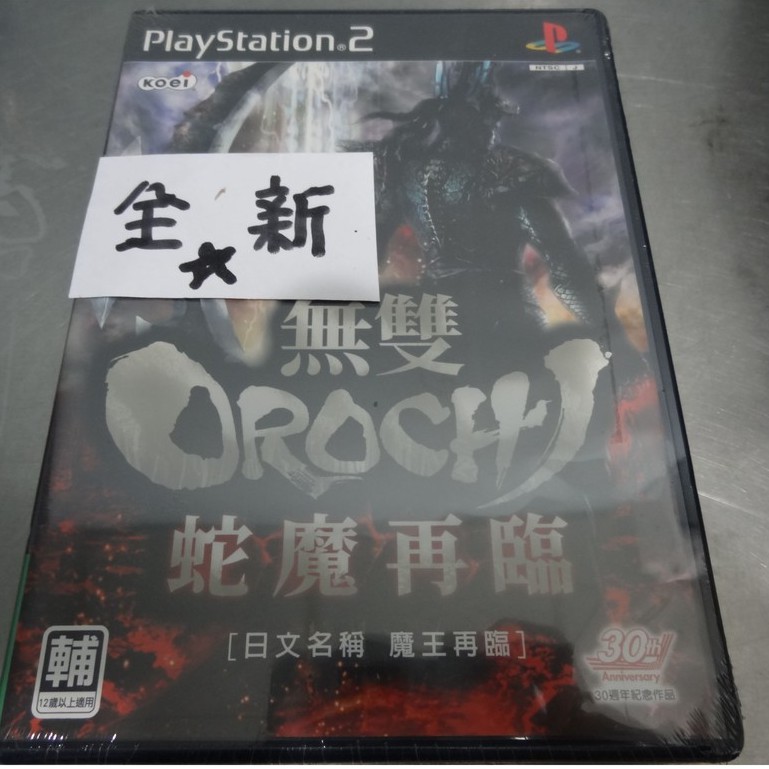 PlayStation®2
NTSC J
KOEI
全新
無雙
OROCHI
蛇魔再臨
[日文名稱 魔王再臨]
輔
12歲以上適用
30th
Anniversary
30週年紀念作品